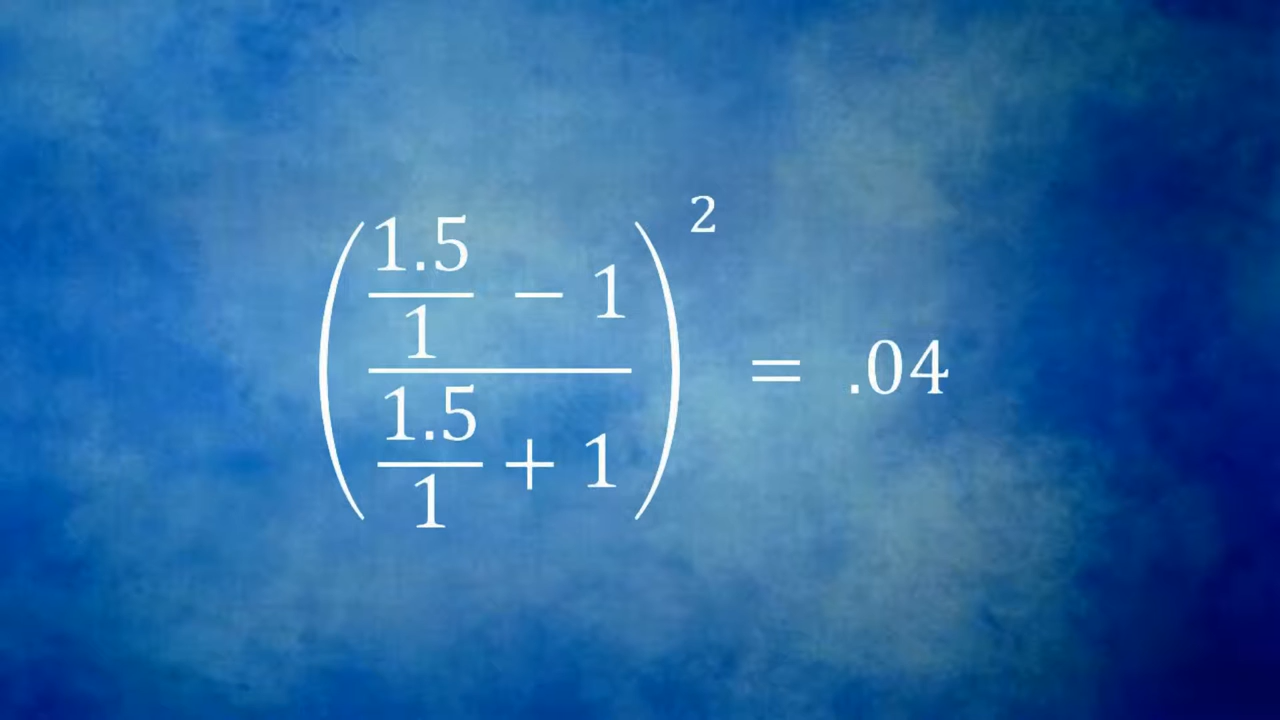 ( (1.5/1 − 1) / (1.5/1 + 1) )² = .04